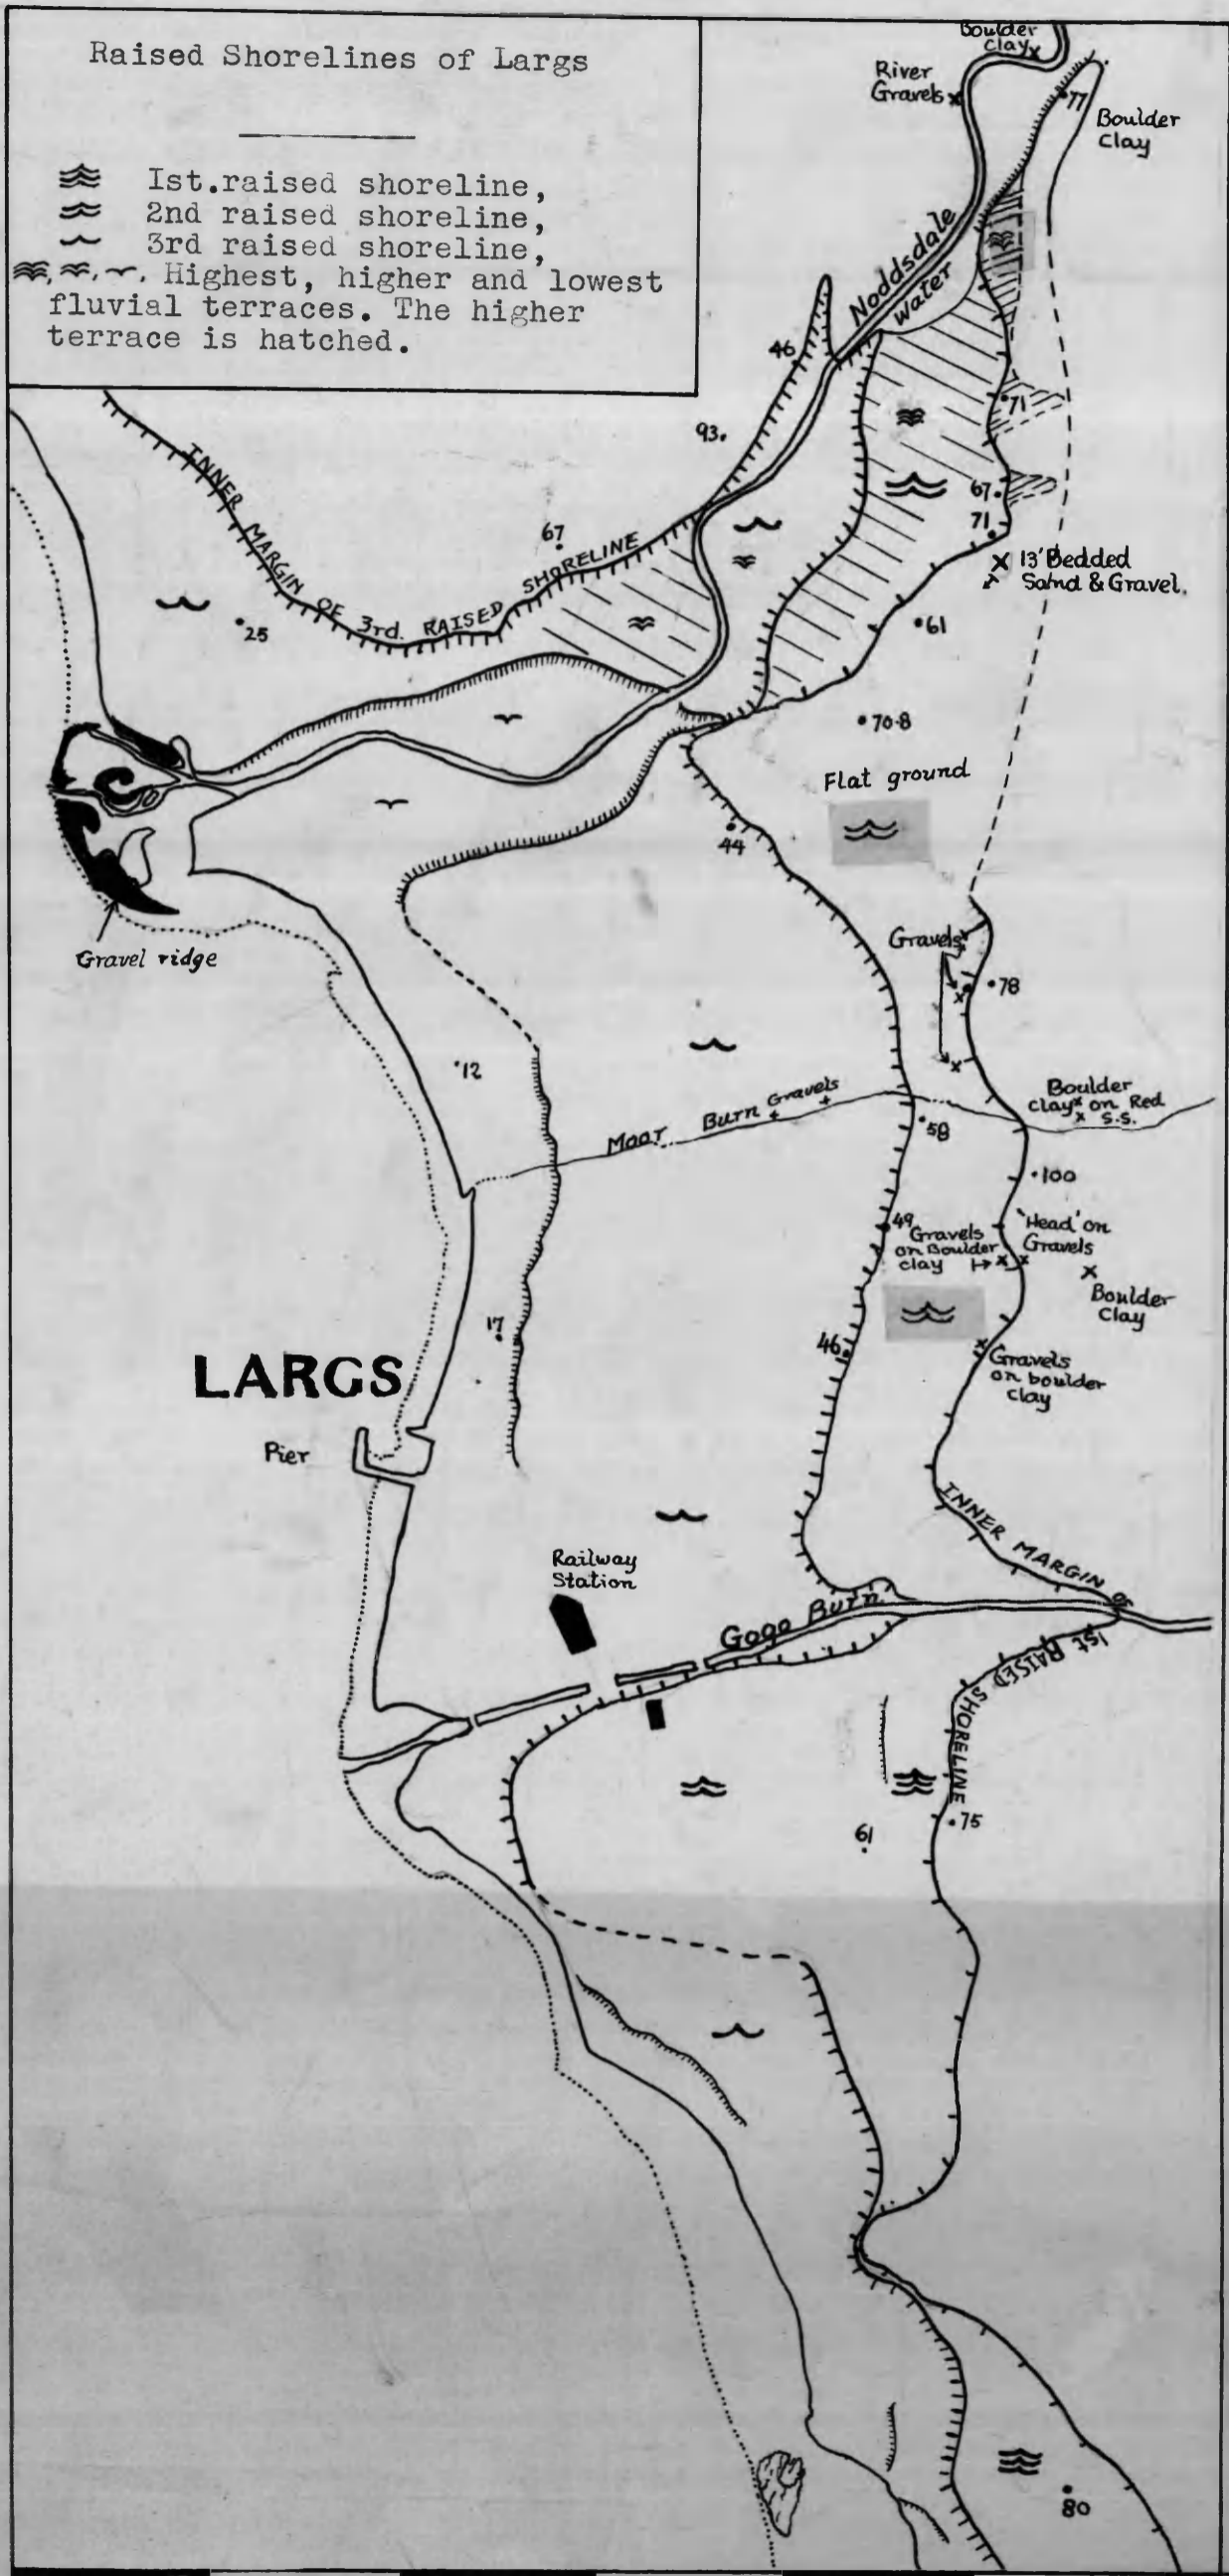 Raised Shorelines of Largs
Ist.raised shoreline,
2nd raised shoreline,
3rd raised shoreline,
Highest, higher and lowest
fluvial terraces. The higher
terrace is hatched.
Boulder
clay
River
Gravels
77
Boulder
Clay
Noddsdale
Water
46
93
71
67
71
13' Bedded
Sand & Gravel.
61
67
INNER MARGIN OF 3rd. RAISED SHORELINE
25
70·8
Flat ground
44
Gravel ridge
Gravels
78
12
Moor Burn Gravels
Boulder
clay on Red
S.S.
58
100
49
Gravels
on Boulder
clay
'Head' on
Gravels
Boulder
Clay
17
46
Gravels
on boulder
clay
LARGS
Pier
Railway
Station
Gogo Burn
INNER MARGIN OF
1st RAISED SHORELINE
75
61
80